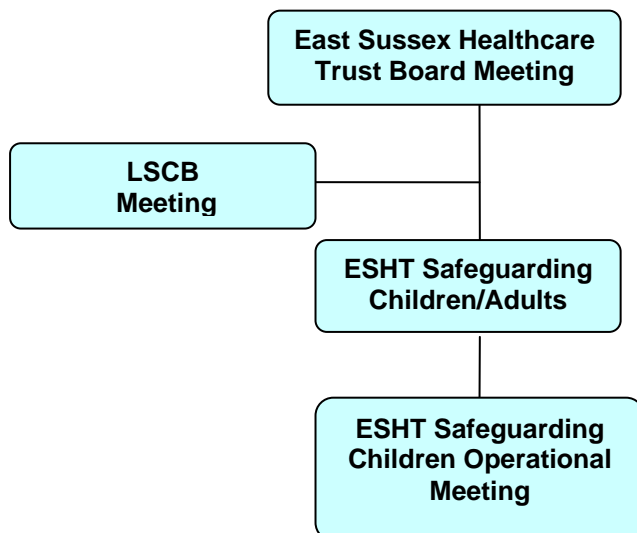 East Sussex Healthcare
Trust Board Meeting
LSCB
Meeting
ESHT Safeguarding
Children/Adults
ESHT Safeguarding
Children Operational
Meeting